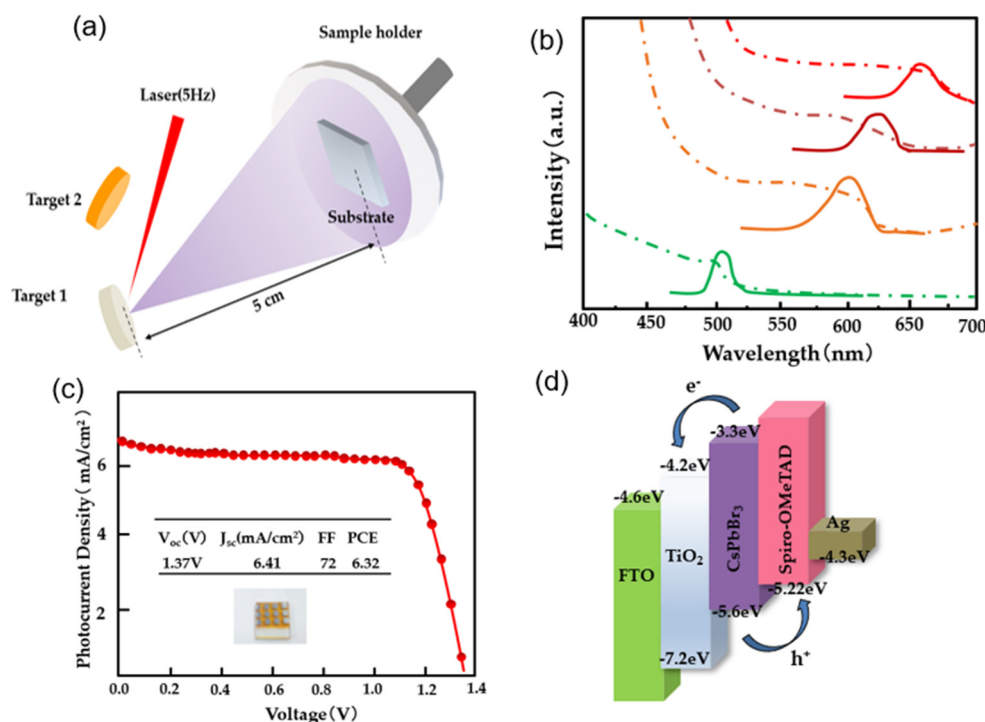 (a)
Sample holder
Laser(5Hz)
Target 2
Substrate
Target 1
5 cm
(b)
Intensity(a.u.)
400 450 500 550 600 650 700
Wavelength(nm)
(c)
Photocurrent Density( mA/cm²)
6
4
2
V_oc(V) J_sc(mA/cm²) FF PCE
1.37V 6.41 72 6.32
0.0 0.2 0.4 0.6 0.8 1.0 1.2 1.4
Voltage(V)
(d)
e⁻
-3.3eV
-4.2eV
-4.6eV
FTO
TiO₂
CsPbBr₃
Spiro-OMeTAD
Ag
-4.3eV
-5.22eV
-5.6eV
-7.2eV
h⁺